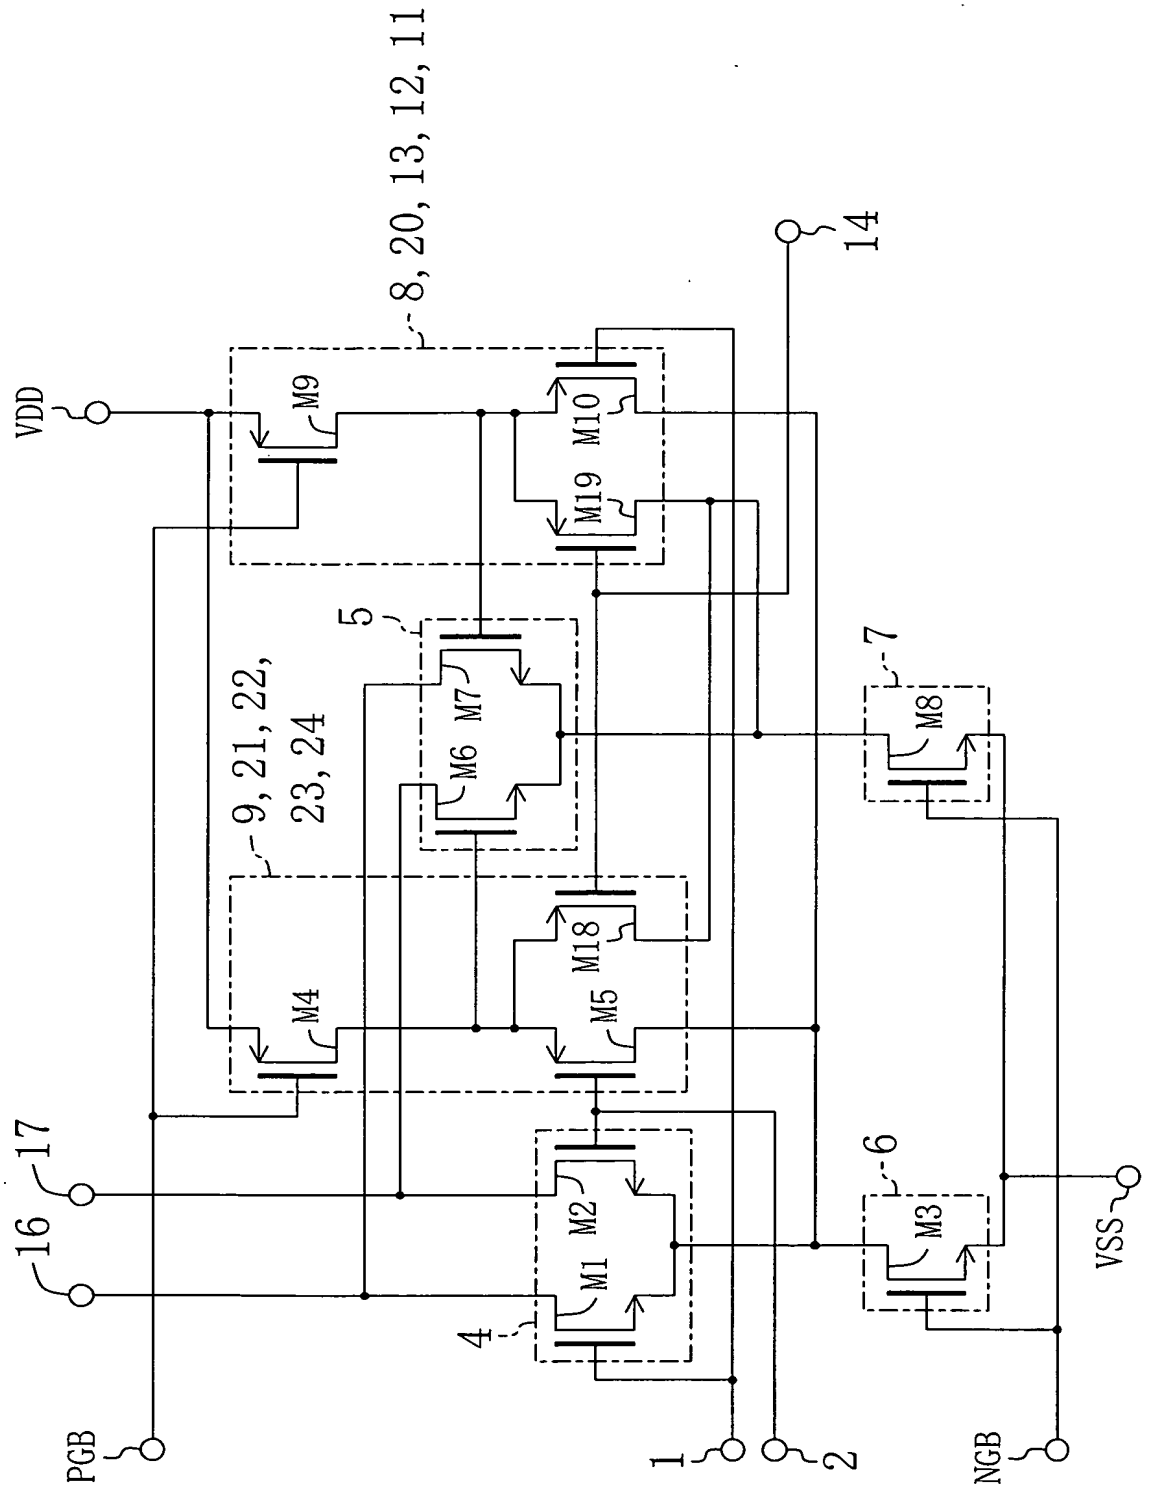 PGB
16
17
VDD
9, 21, 22,
23, 24
8, 20, 13, 12, 11
M4
M9
5
M6
M7
4
M1
M2
M5
M18
M19
M10
14
1
2
6
M3
7
M8
NGB
VSS